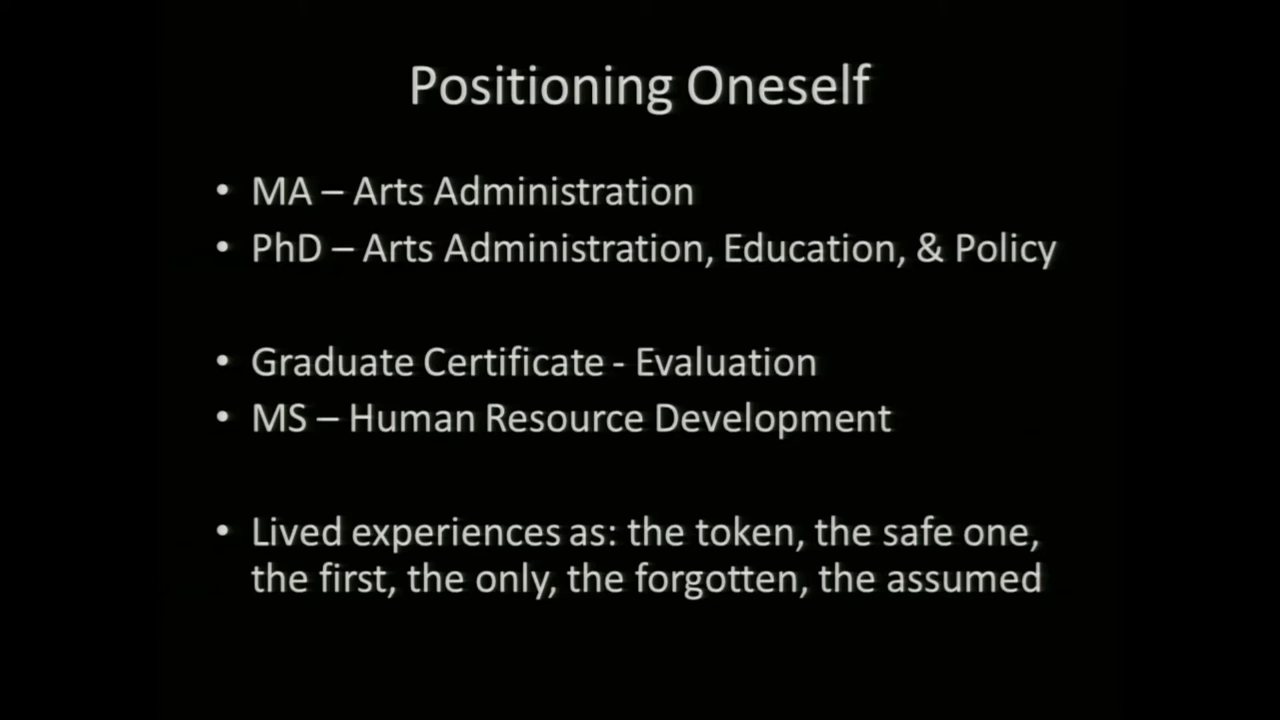 Positioning Oneself
• MA – Arts Administration
• PhD – Arts Administration, Education, & Policy
• Graduate Certificate - Evaluation
• MS – Human Resource Development
• Lived experiences as: the token, the safe one,
the first, the only, the forgotten, the assumed